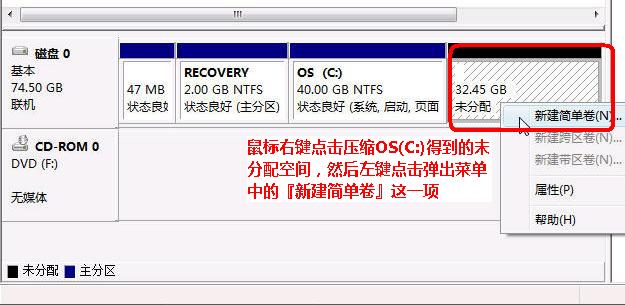 磁盘 0
基本
74.50 GB
联机
47 MB
状态良好
RECOVERY
2.00 GB NTFS
状态良好 (主分区)
OS (C:)
40.00 GB NTFS
状态良好 (系统, 启动, 页面
32.45 GB
未分配
新建简单卷(N)...
新建跨区卷(N)...
新建带区卷(N)...
属性(P)
帮助(H)
CD-ROM 0
DVD (F:)
无媒体
鼠标右键点击压缩OS(C:)得到的未
分配空间，然后左键点击弹出菜单
中的『新建简单卷』这一项
未分配 主分区